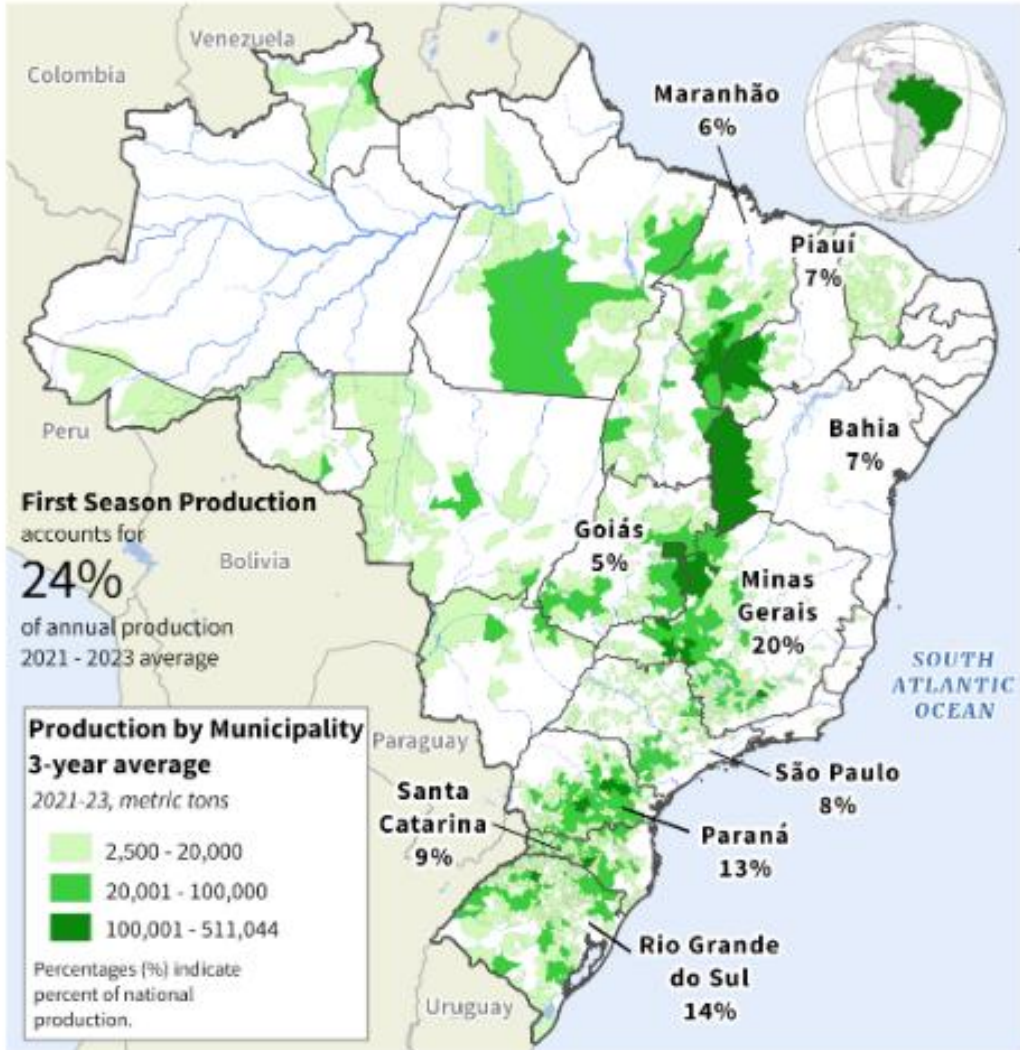 Venezuela
Colombia
Maranhão
6%
Piauí
7%
Peru
Bahia
7%
First Season Production
accounts for
24%
of annual production
2021 - 2023 average
Bolivia
Goiás
5%
Minas
Gerais
20%
SOUTH
ATLANTIC
OCEAN
Production by Municipality
3-year average
2021-23, metric tons
2,500 - 20,000
20,001 - 100,000
100,001 - 511,044
Percentages (%) indicate
percent of national
production.
Paraguay
Santa
Catarina
9%
São Paulo
8%
Paraná
13%
Rio Grande
do Sul
14%
Uruguay